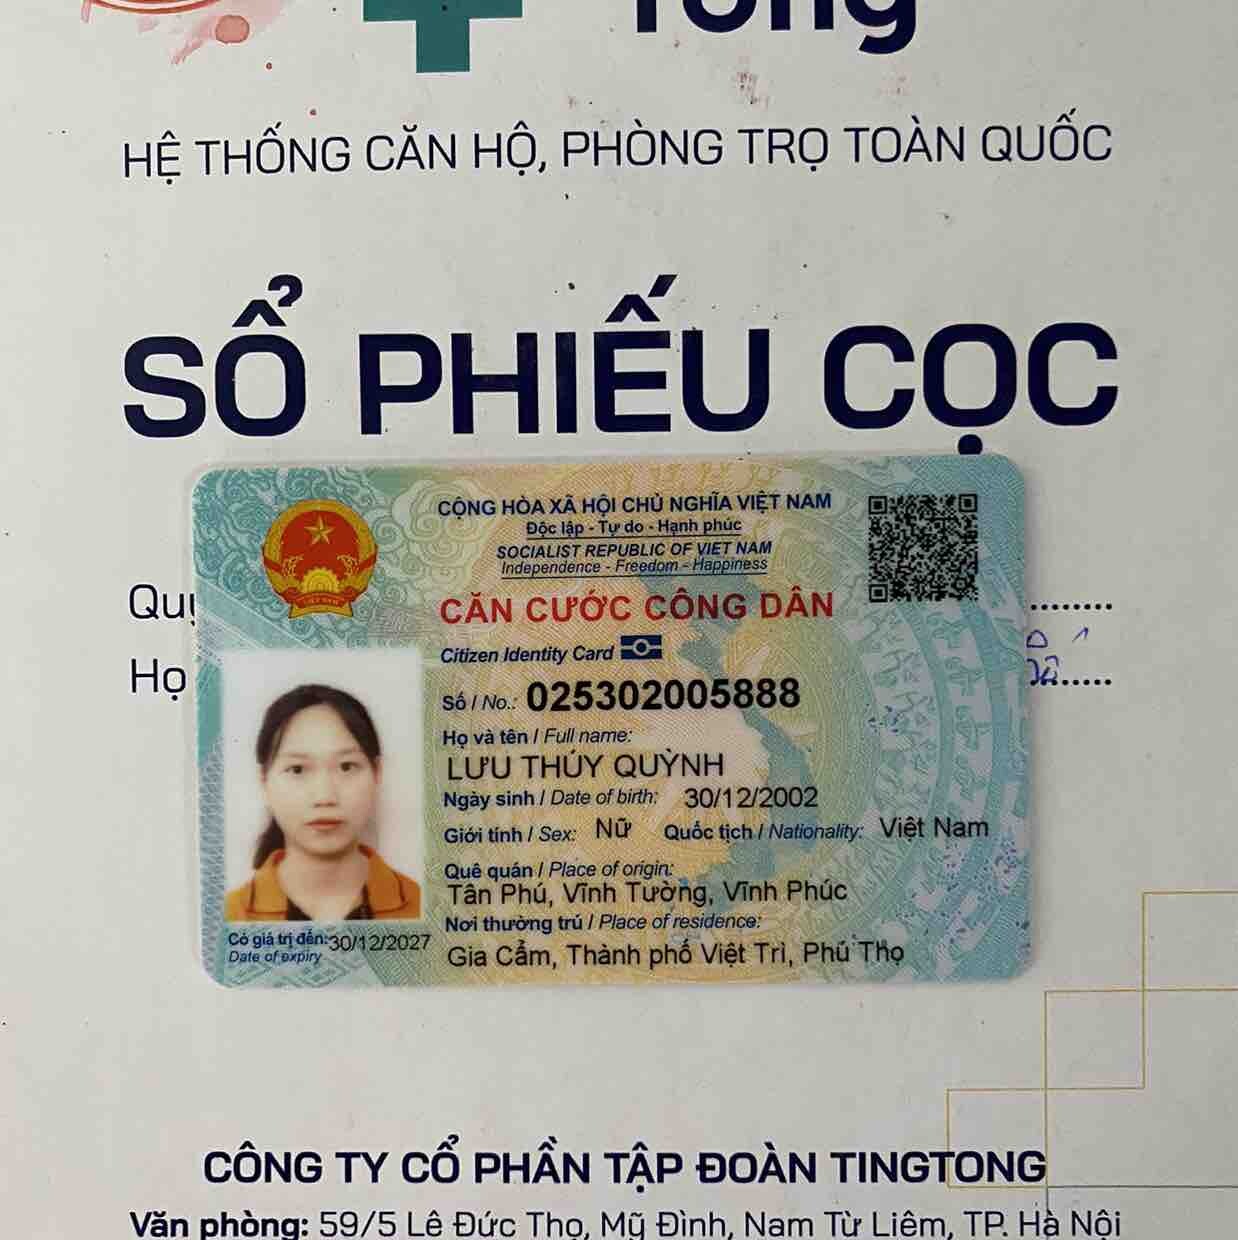 Tong
HỆ THỐNG CĂN HỘ, PHÒNG TRỌ TOÀN QUỐC
SỔ PHIẾU CỌC
CỘNG HÒA XÃ HỘI CHỦ NGHĨA VIỆT NAM
Độc lập - Tự do - Hạnh phúc
SOCIALIST REPUBLIC OF VIET NAM
Independence - Freedom - Happiness
CĂN CƯỚC CÔNG DÂN
Citizen Identity Card
Số / No.: 025302005888
Họ và tên / Full name:
LƯU THÚY QUỲNH
Ngày sinh / Date of birth: 30/12/2002
Giới tính / Sex: Nữ Quốc tịch / Nationality: Việt Nam
Quê quán / Place of origin:
Tân Phú, Vĩnh Tường, Vĩnh Phúc
Nơi thường trú / Place of residence:
Gia Cẩm, Thành phố Việt Trì, Phú Thọ
Có giá trị đến: 30/12/2027
Date of expiry
Họ
CÔNG TY CỔ PHẦN TẬP ĐOÀN TINGTONG
Văn phòng: 59/5 Lê Đức Thọ, Mỹ Đình, Nam Từ Liêm, TP. Hà Nội